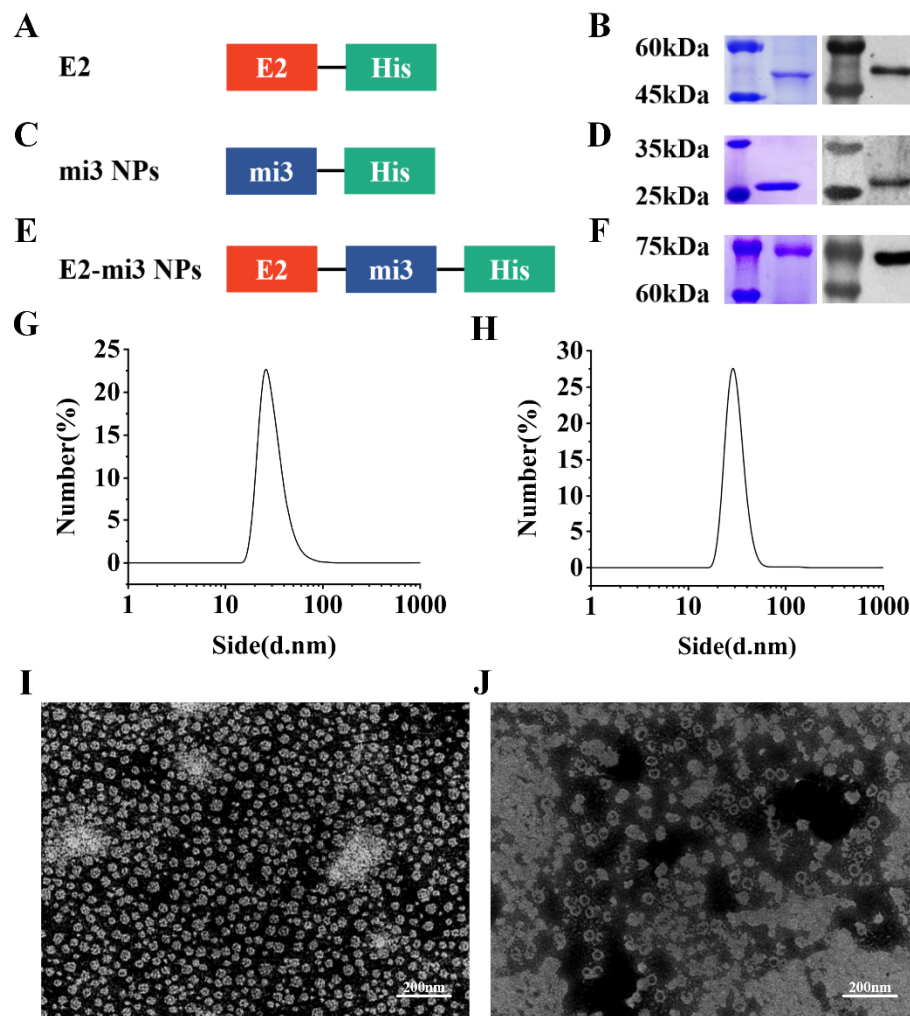 A
E2
E2
His
B
60kDa
45kDa
C
mi3 NPs
mi3
His
D
35kDa
25kDa
E
E2-mi3 NPs
E2
mi3
His
F
75kDa
60kDa
G
25
20
15
10
5
0
Number(%)
1 10 100 1000
Side(d.nm)
H
30
25
20
15
10
5
0
Number(%)
1 10 100 1000
Side(d.nm)
I
200nm
J
200nm